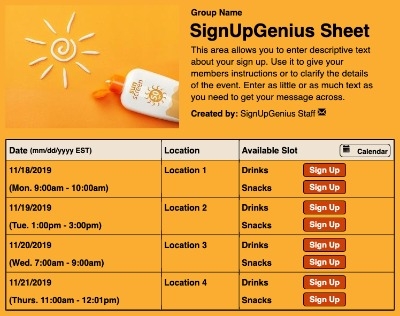 Group Name
SignUpGenius Sheet
This area allows you to enter descriptive text
about your sign up. Use it to give your
members instructions or to clarify the details
of the event. Enter as little or as much text as
you need to get your message across.
Created by: SignUpGenius Staff
sun
screen
Date (mm/dd/yyyy EST) Location Available Slot Calendar
11/18/2019 Location 1 Drinks Sign Up
(Mon. 9:00am - 10:00am) Snacks Sign Up
11/19/2019 Location 2 Drinks Sign Up
(Tue. 1:00pm - 3:00pm) Snacks Sign Up
11/20/2019 Location 3 Drinks Sign Up
(Wed. 7:00am - 9:00am) Snacks Sign Up
11/21/2019 Location 4 Drinks Sign Up
(Thurs. 11:00am - 12:01pm) Snacks Sign Up